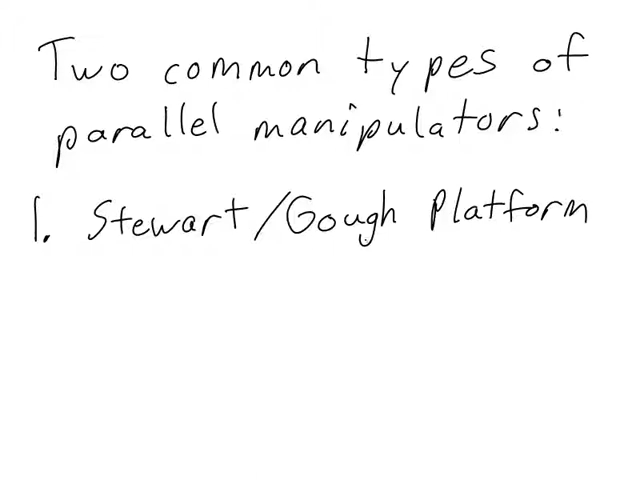 Two common types of
parallel manipulators:
1. Stewart/Gough Platform